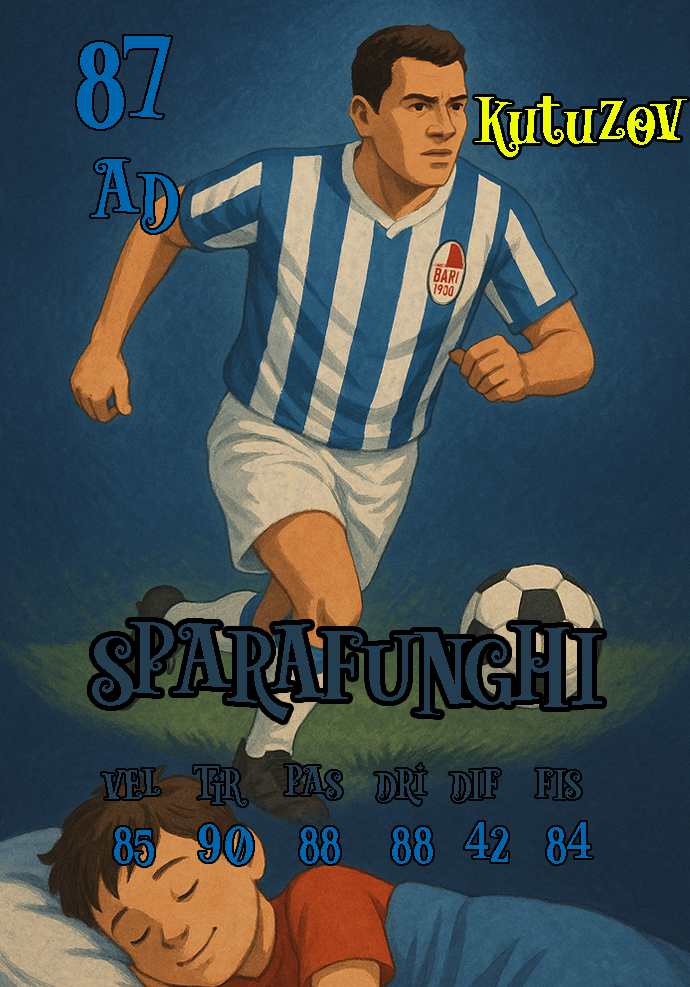 87
AD
Kutuzov
BARI
1900
SPARAFUNGHI
VEL TiR PAS DRi DIF FIS
85 90 88 88 42 84